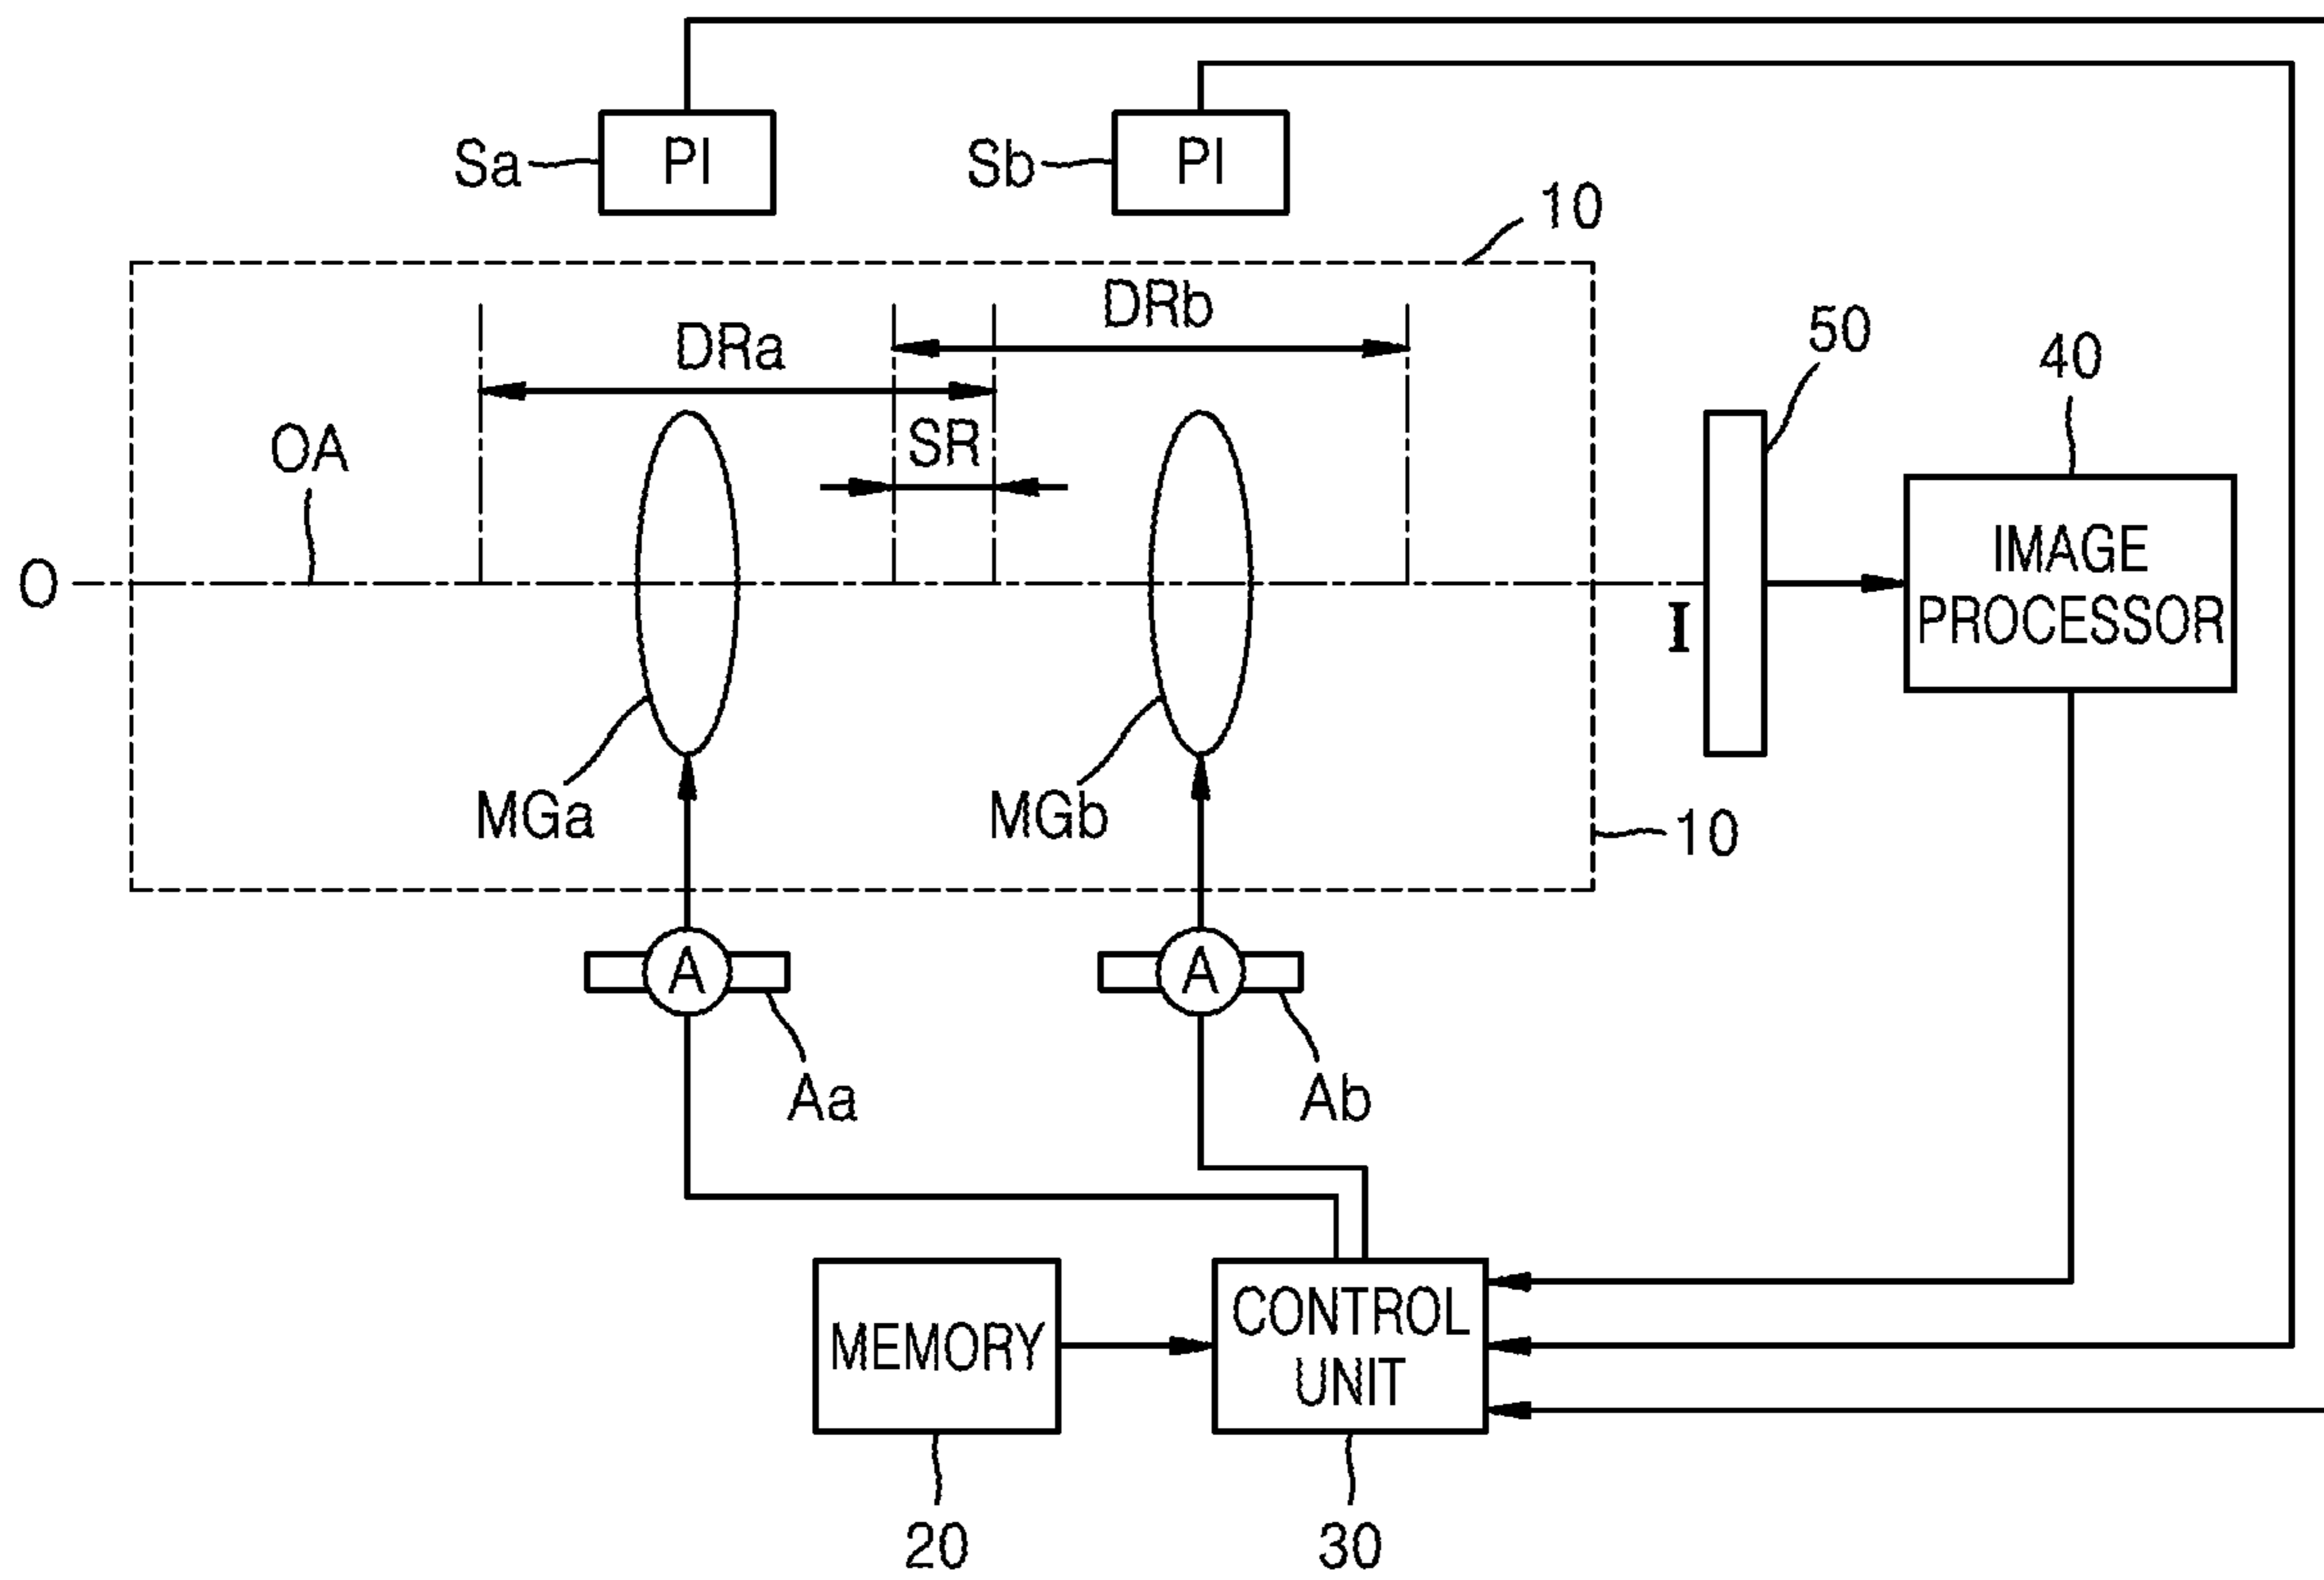 Sa
PI
Sb
PI
10
DRb
DRa
50
40
SR
OA
O
I
IMAGE
PROCESSOR
MGa
MGb
10
A
A
Aa
Ab
MEMORY
CONTROL
UNIT
20
30